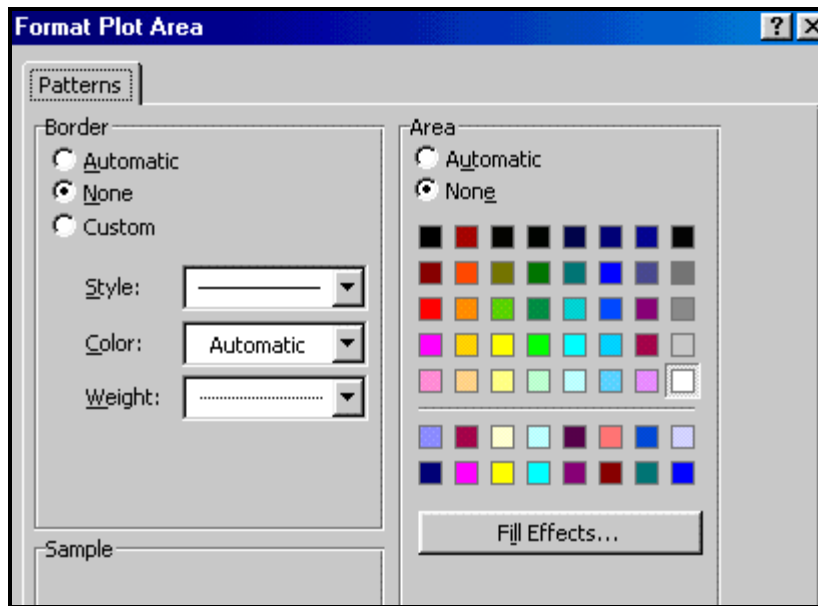 Format Plot Area
Patterns
Border
Automatic
None
Custom
Style:
Color: Automatic
Weight:
Sample
Area
Automatic
None
Fill Effects...